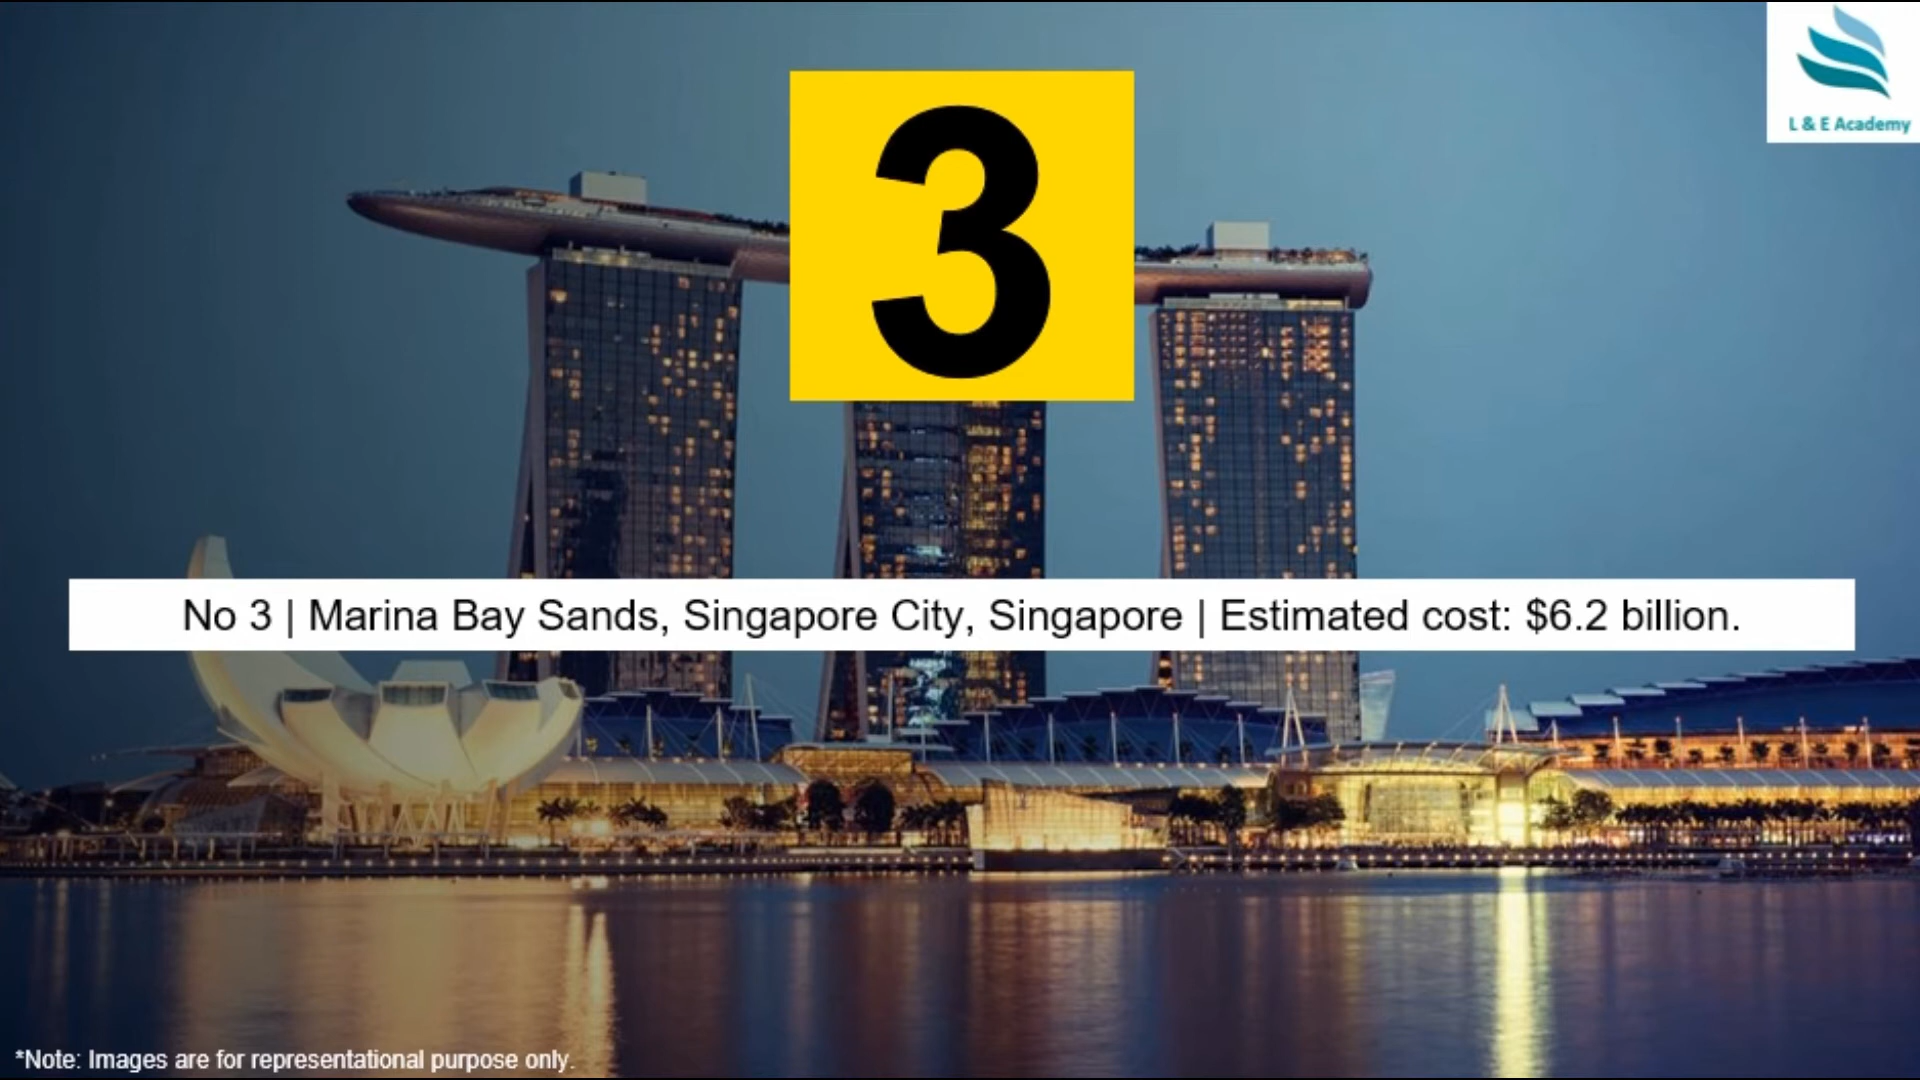 L & E Academy
3
No 3 | Marina Bay Sands, Singapore City, Singapore | Estimated cost: $6.2 billion.
*Note: Images are for representational purpose only.